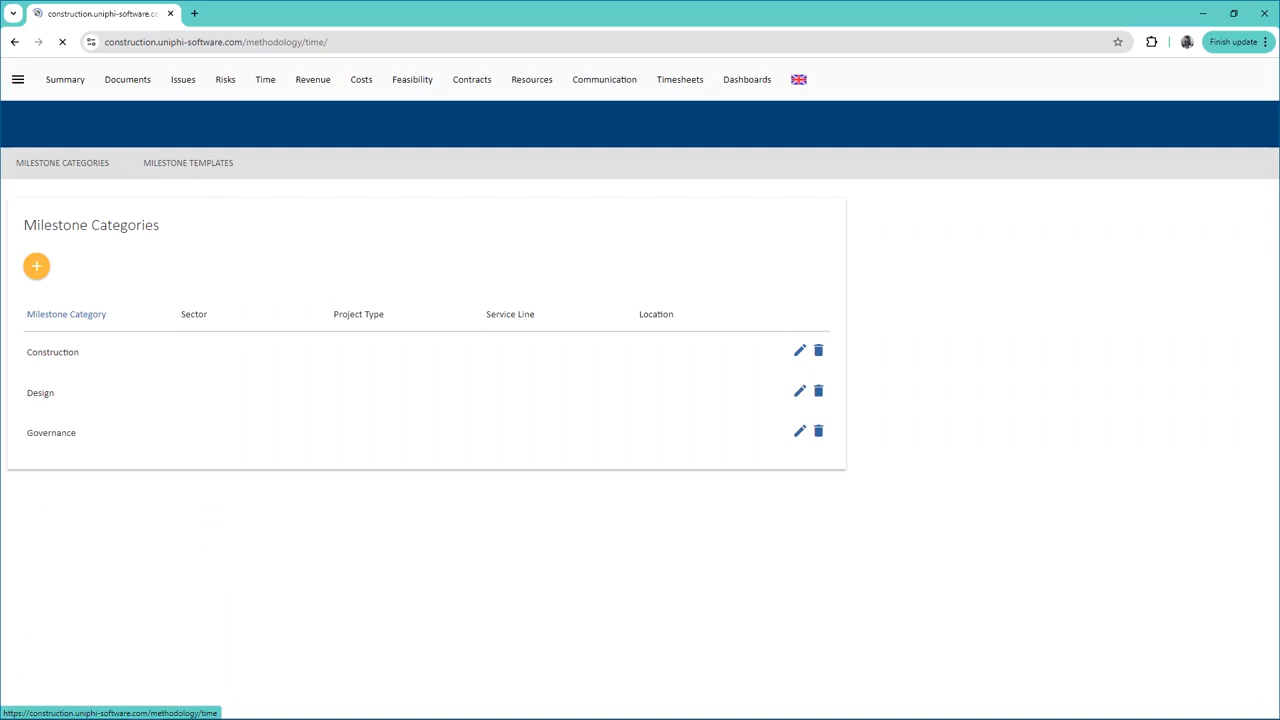 construction.uniphi-software.co
construction.uniphi-software.com/methodology/time/
Finish update
Summary Documents Issues Risks Time Revenue Costs Feasibility Contracts Resources Communication Timesheets Dashboards
MILESTONE CATEGORIES MILESTONE TEMPLATES
Milestone Categories
Milestone Category Sector Project Type Service Line Location
Construction
Design
Governance
https://construction.uniphi-software.com/methodology/time